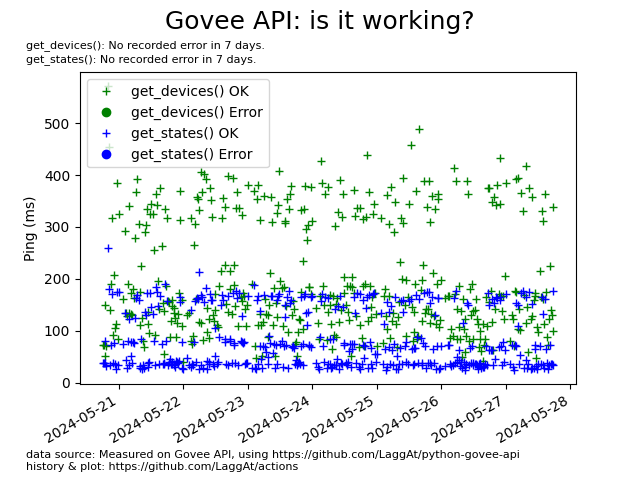 Govee API: is it working?
get_devices(): No recorded error in 7 days.
get_states(): No recorded error in 7 days.
get_devices() OK
get_devices() Error
get_states() OK
get_states() Error
Ping (ms)
500
400
300
200
100
0
2024-05-21
2024-05-22
2024-05-23
2024-05-24
2024-05-25
2024-05-26
2024-05-27
2024-05-28
data source: Measured on Govee API, using https://github.com/LaggAt/python-govee-api
history & plot: https://github.com/LaggAt/actions